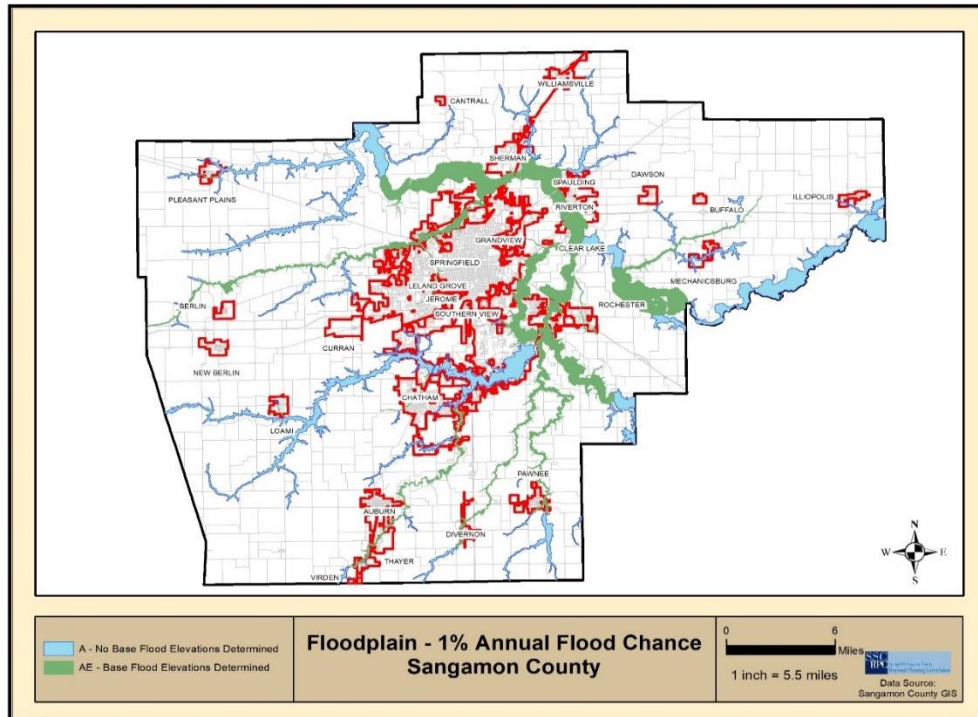 WILLIAMSVILLE
CANTRALL
SHERMAN
SPAULDING
DAWSON
PLEASANT PLAINS
RIVERTON
ILLIOPOLIS
BUFFALO
GRANDVIEW
CLEAR LAKE
SPRINGFIELD
MECHANICSBURG
LELAND GROVE
BERLIN
JEROME
ROCHESTER
SOUTHERN VIEW
CURRAN
NEW BERLIN
CHATHAM
LOAMI
PAWNEE
AUBURN
DIVERNON
THAYER
VIRDEN
N
W E
S
A - No Base Flood Elevations Determined
AE - Base Flood Elevations Determined
Floodplain - 1% Annual Flood Chance
Sangamon County
0 6
Miles
1 inch = 5.5 miles
SSC
RPC
Data Source:
Sangamon County GIS